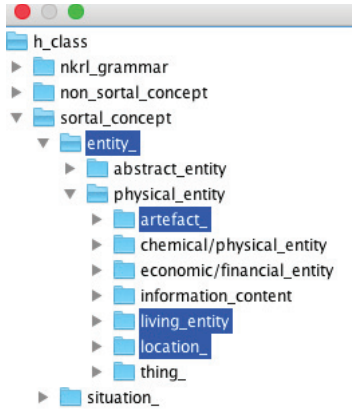 h_class
nkrl_grammar
non_sortal_concept
sortal_concept
entity_
abstract_entity
physical_entity
artefact_
chemical/physical_entity
economic/financial_entity
information_content
living_entity
location_
thing_
situation_